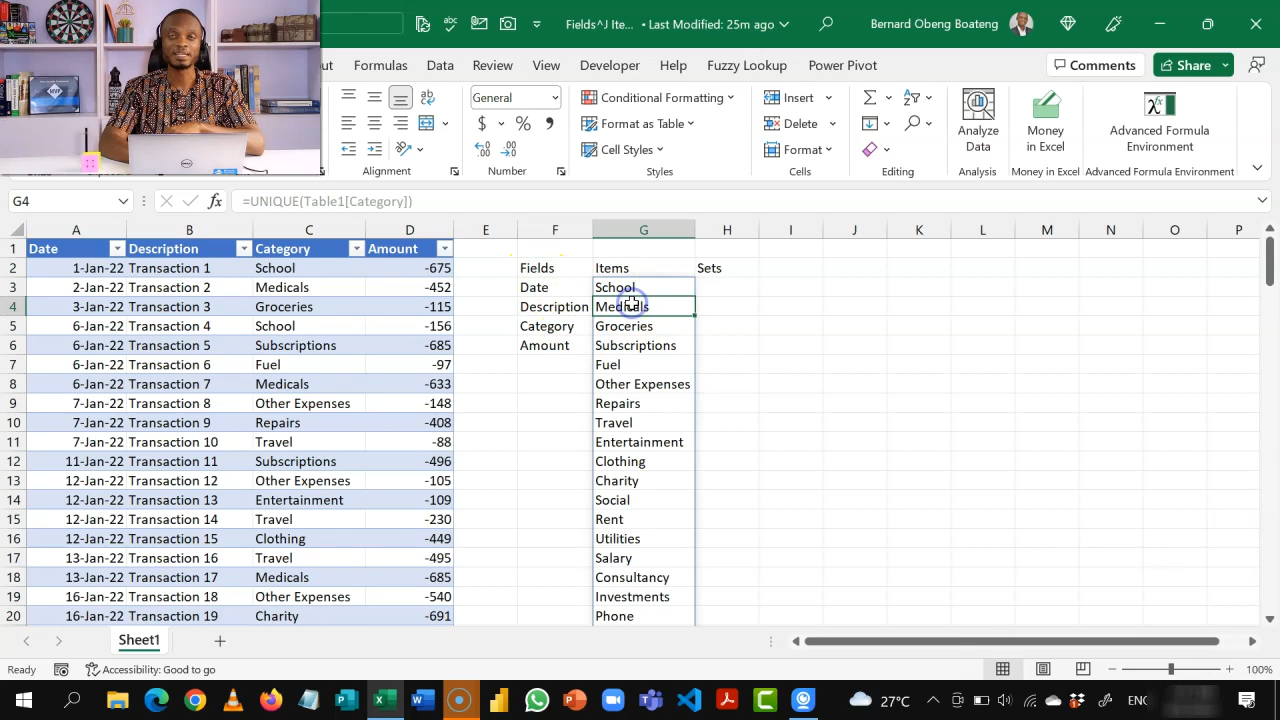 Fields^J Ite... • Last Modified: 25m ago
Bernard Obeng Boateng
Formulas Data Review View Developer Help Fuzzy Lookup Power Pivot
Comments Share
General
Conditional Formatting
Format as Table
Cell Styles
Insert
Delete
Format
Analyze Data
Money in Excel
Advanced Formula Environment
Alignment Number Styles Cells Editing Analysis Money in Excel Advanced Formula Environment
G4 fx =UNIQUE(Table1[Category])
A B C D E F G H I J K L M N O P
1 Date Description Category Amount
2 1-Jan-22 Transaction 1 School -675 Fields Items Sets
3 2-Jan-22 Transaction 2 Medicals -452 Date School
4 3-Jan-22 Transaction 3 Groceries -115 Description Medicals
5 6-Jan-22 Transaction 4 School -156 Category Groceries
6 6-Jan-22 Transaction 5 Subscriptions -685 Amount Subscriptions
7 6-Jan-22 Transaction 6 Fuel -97 Fuel
8 6-Jan-22 Transaction 7 Medicals -633 Other Expenses
9 7-Jan-22 Transaction 8 Other Expenses -148 Repairs
10 7-Jan-22 Transaction 9 Repairs -408 Travel
11 7-Jan-22 Transaction 10 Travel -88 Entertainment
12 11-Jan-22 Transaction 11 Subscriptions -496 Clothing
13 12-Jan-22 Transaction 12 Other Expenses -105 Charity
14 12-Jan-22 Transaction 13 Entertainment -109 Social
15 12-Jan-22 Transaction 14 Travel -230 Rent
16 12-Jan-22 Transaction 15 Clothing -449 Utilities
17 13-Jan-22 Transaction 16 Travel -495 Salary
18 13-Jan-22 Transaction 17 Medicals -685 Consultancy
19 16-Jan-22 Transaction 18 Other Expenses -540 Investments
20 16-Jan-22 Transaction 19 Charity -691 Phone
Sheet1
Ready Accessibility: Good to go 100%
27°C ENG